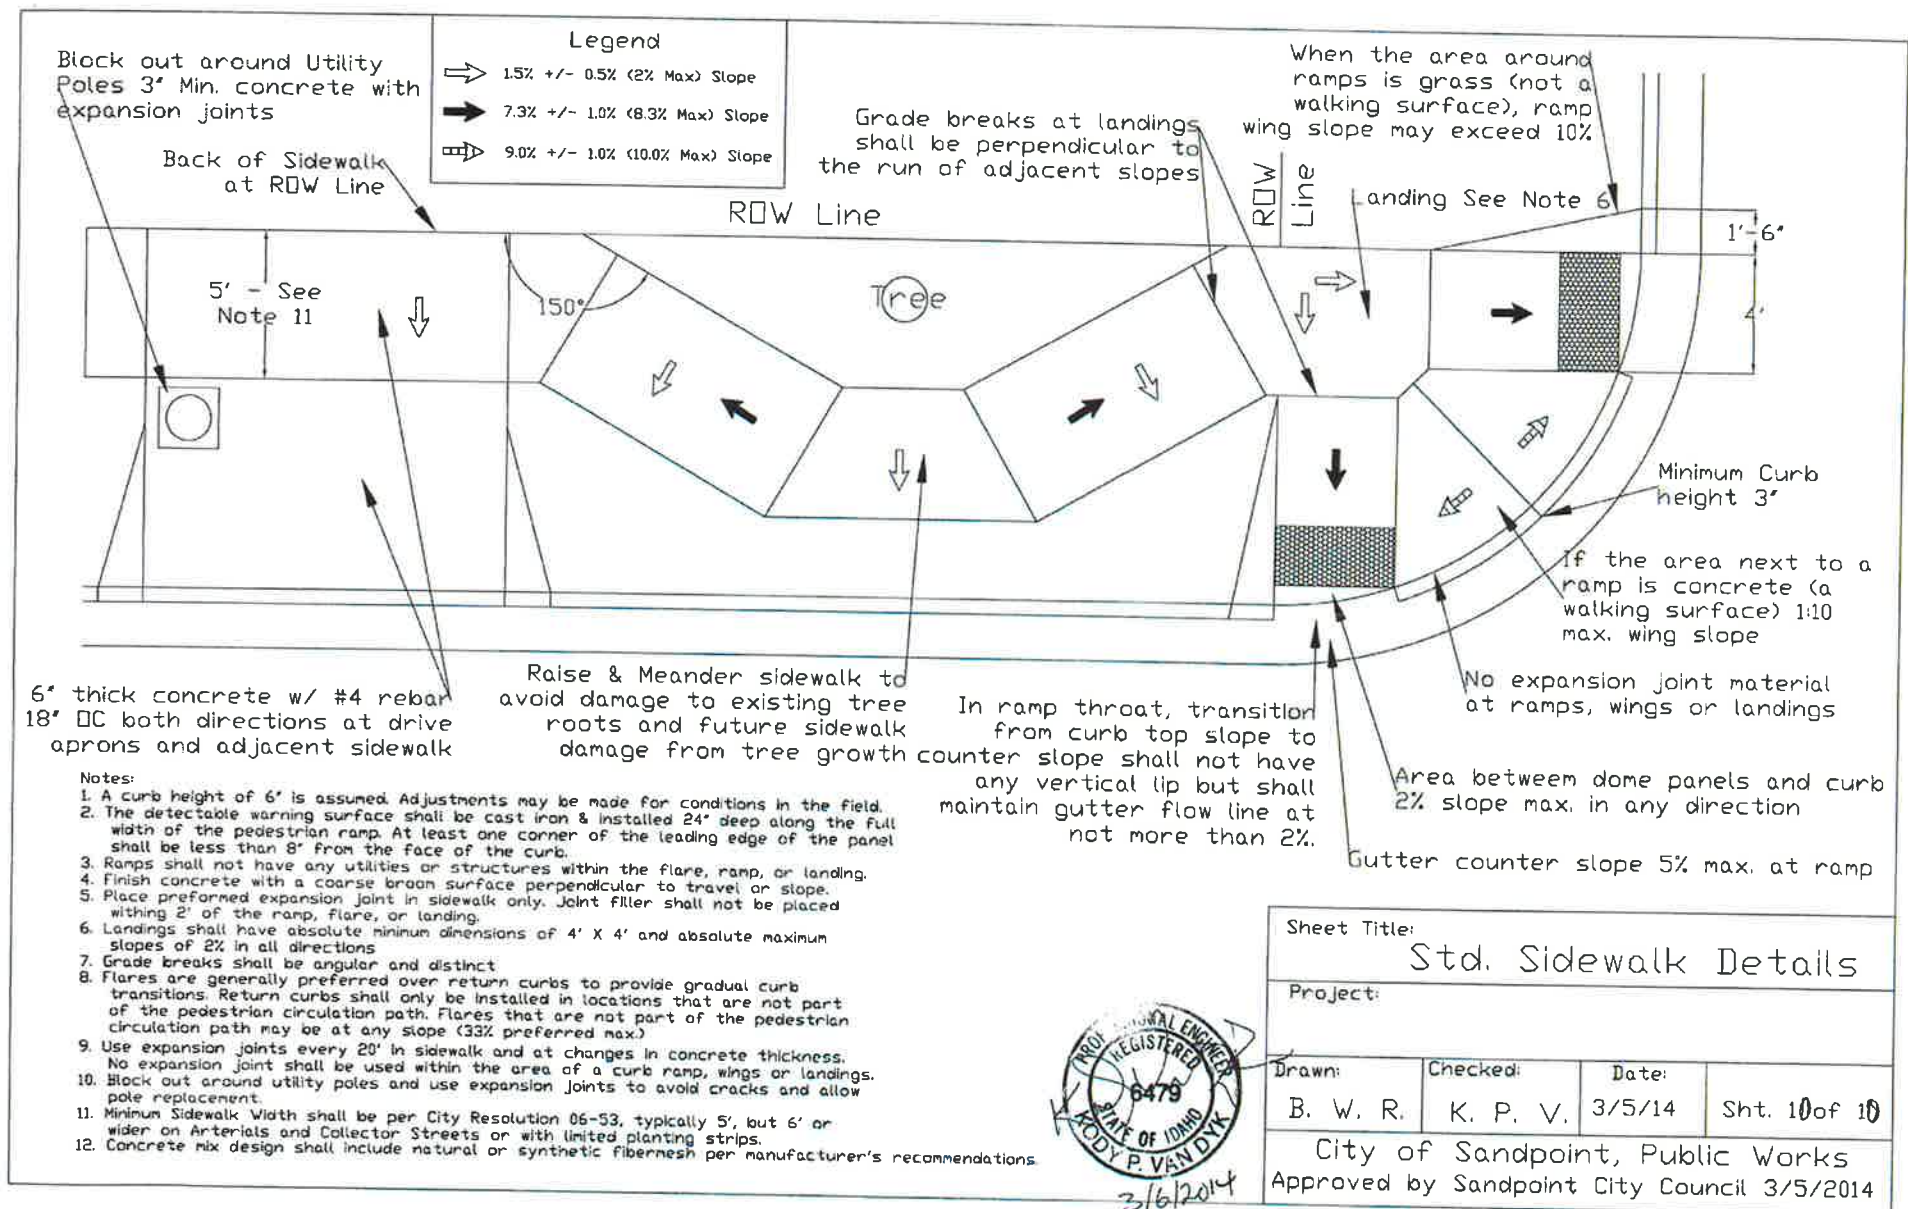 Legend
1.5% +/- 0.5% (2% Max) Slope
7.3% +/- 1.0% (8.3% Max) Slope
9.0% +/- 1.0% (10.0% Max) Slope
Block out around Utility
Poles 3" Min. concrete with
expansion joints
Back of Sidewalk
at ROW Line
ROW Line
Grade breaks at landings
shall be perpendicular to
the run of adjacent slopes
When the area around
ramps is grass (not a
walking surface), ramp
wing slope may exceed 10%
ROW
Line
Landing See Note 6
1'-6"
4'
5' - See
Note 11
150°
Tree
Minimum Curb
height 3"
If the area next to a
ramp is concrete (a
walking surface) 1:10
max. wing slope
No expansion joint material
at ramps, wings or landings
Area betweem dome panels and curb
2% slope max. in any direction
Gutter counter slope 5% max. at ramp
In ramp throat, transition
from curb top slope to
counter slope shall not have
any vertical lip but shall
maintain gutter flow line at
not more than 2%.
Raise & Meander sidewalk to
avoid damage to existing tree
roots and future sidewalk
damage from tree growth
6" thick concrete w/ #4 rebar
18" OC both directions at drive
aprons and adjacent sidewalk
Notes:
1. A curb height of 6" is assumed. Adjustments may be made for conditions in the field.
2. The detectable warning surface shall be cast iron & installed 24" deep along the full
width of the pedestrian ramp. At least one corner of the leading edge of the panel
shall be less than 8" from the face of the curb.
3. Ramps shall not have any utilities or structures within the flare, ramp, or landing.
4. Finish concrete with a coarse broom surface perpendicular to travel or slope.
5. Place preformed expansion joint in sidewalk only. Joint filler shall not be placed
withing 2' of the ramp, flare, or landing.
6. Landings shall have absolute minimum dimensions of 4' X 4' and absolute maximum
slopes of 2% in all directions
7. Grade breaks shall be angular and distinct
8. Flares are generally preferred over return curbs to provide gradual curb
transitions. Return curbs shall only be installed in locations that are not part
of the pedestrian circulation path. Flares that are not part of the pedestrian
circulation path may be at any slope (33% preferred max.)
9. Use expansion joints every 20' in sidewalk and at changes in concrete thickness.
No expansion joint shall be used within the area of a curb ramp, wings or landings.
10. Block out around utility poles and use expansion joints to avoid cracks and allow
pole replacement.
11. Minimum Sidewalk Width shall be per City Resolution 06-53, typically 5', but 6' or
wider on Arterials and Collector Streets or with limited planting strips.
12. Concrete mix design shall include natural or synthetic fibermesh per manufacturer's recommendations.
REGISTERED
6479
STATE OF IDAHO
KODY P. VAN DYK
3/6/2014
Sheet Title:
Std. Sidewalk Details
Project:
Drawn:
B. W. R.
Checked:
K. P. V.
Date:
3/5/14
Sht. 10 of 10
City of Sandpoint, Public Works
Approved by Sandpoint City Council 3/5/2014